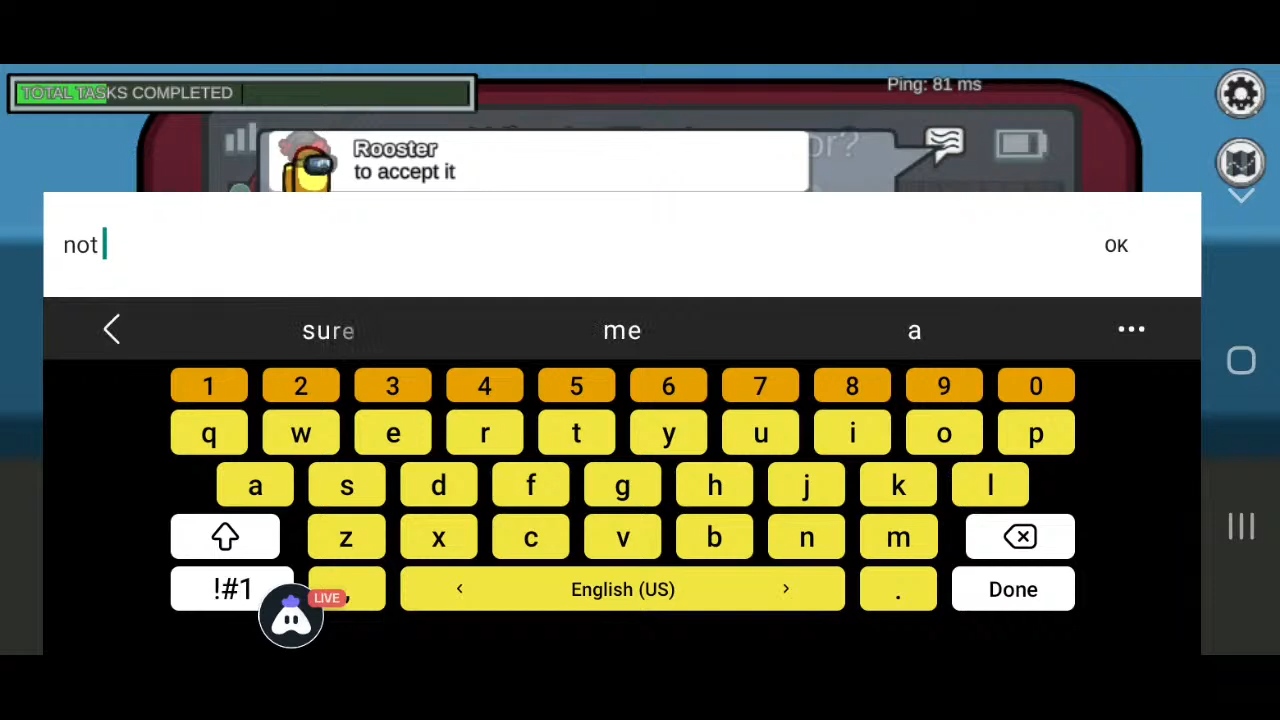 TOTAL TASKS COMPLETED
Ping: 81 ms
or?
Rooster
to accept it
not
OK
sure me a
1 2 3 4 5 6 7 8 9 0
q w e r t y u i o p
a s d f g h j k l
z x c v b n m
!#1 , < English (US) > . Done
LIVE